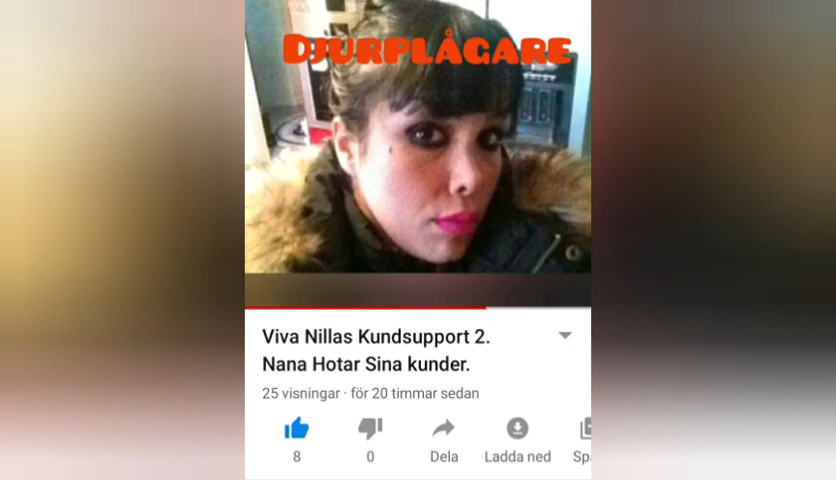 DJURPLÅGARE
Viva Nillas Kundsupport 2.
Nana Hotar Sina kunder.
25 visningar · för 20 timmar sedan
8
0
Dela
Ladda ned